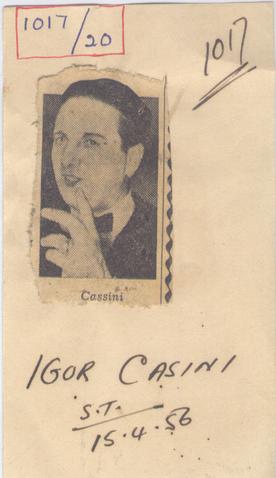 1017/20
1017
Cassini
IGOR CASINI
S.T.
15.4.56